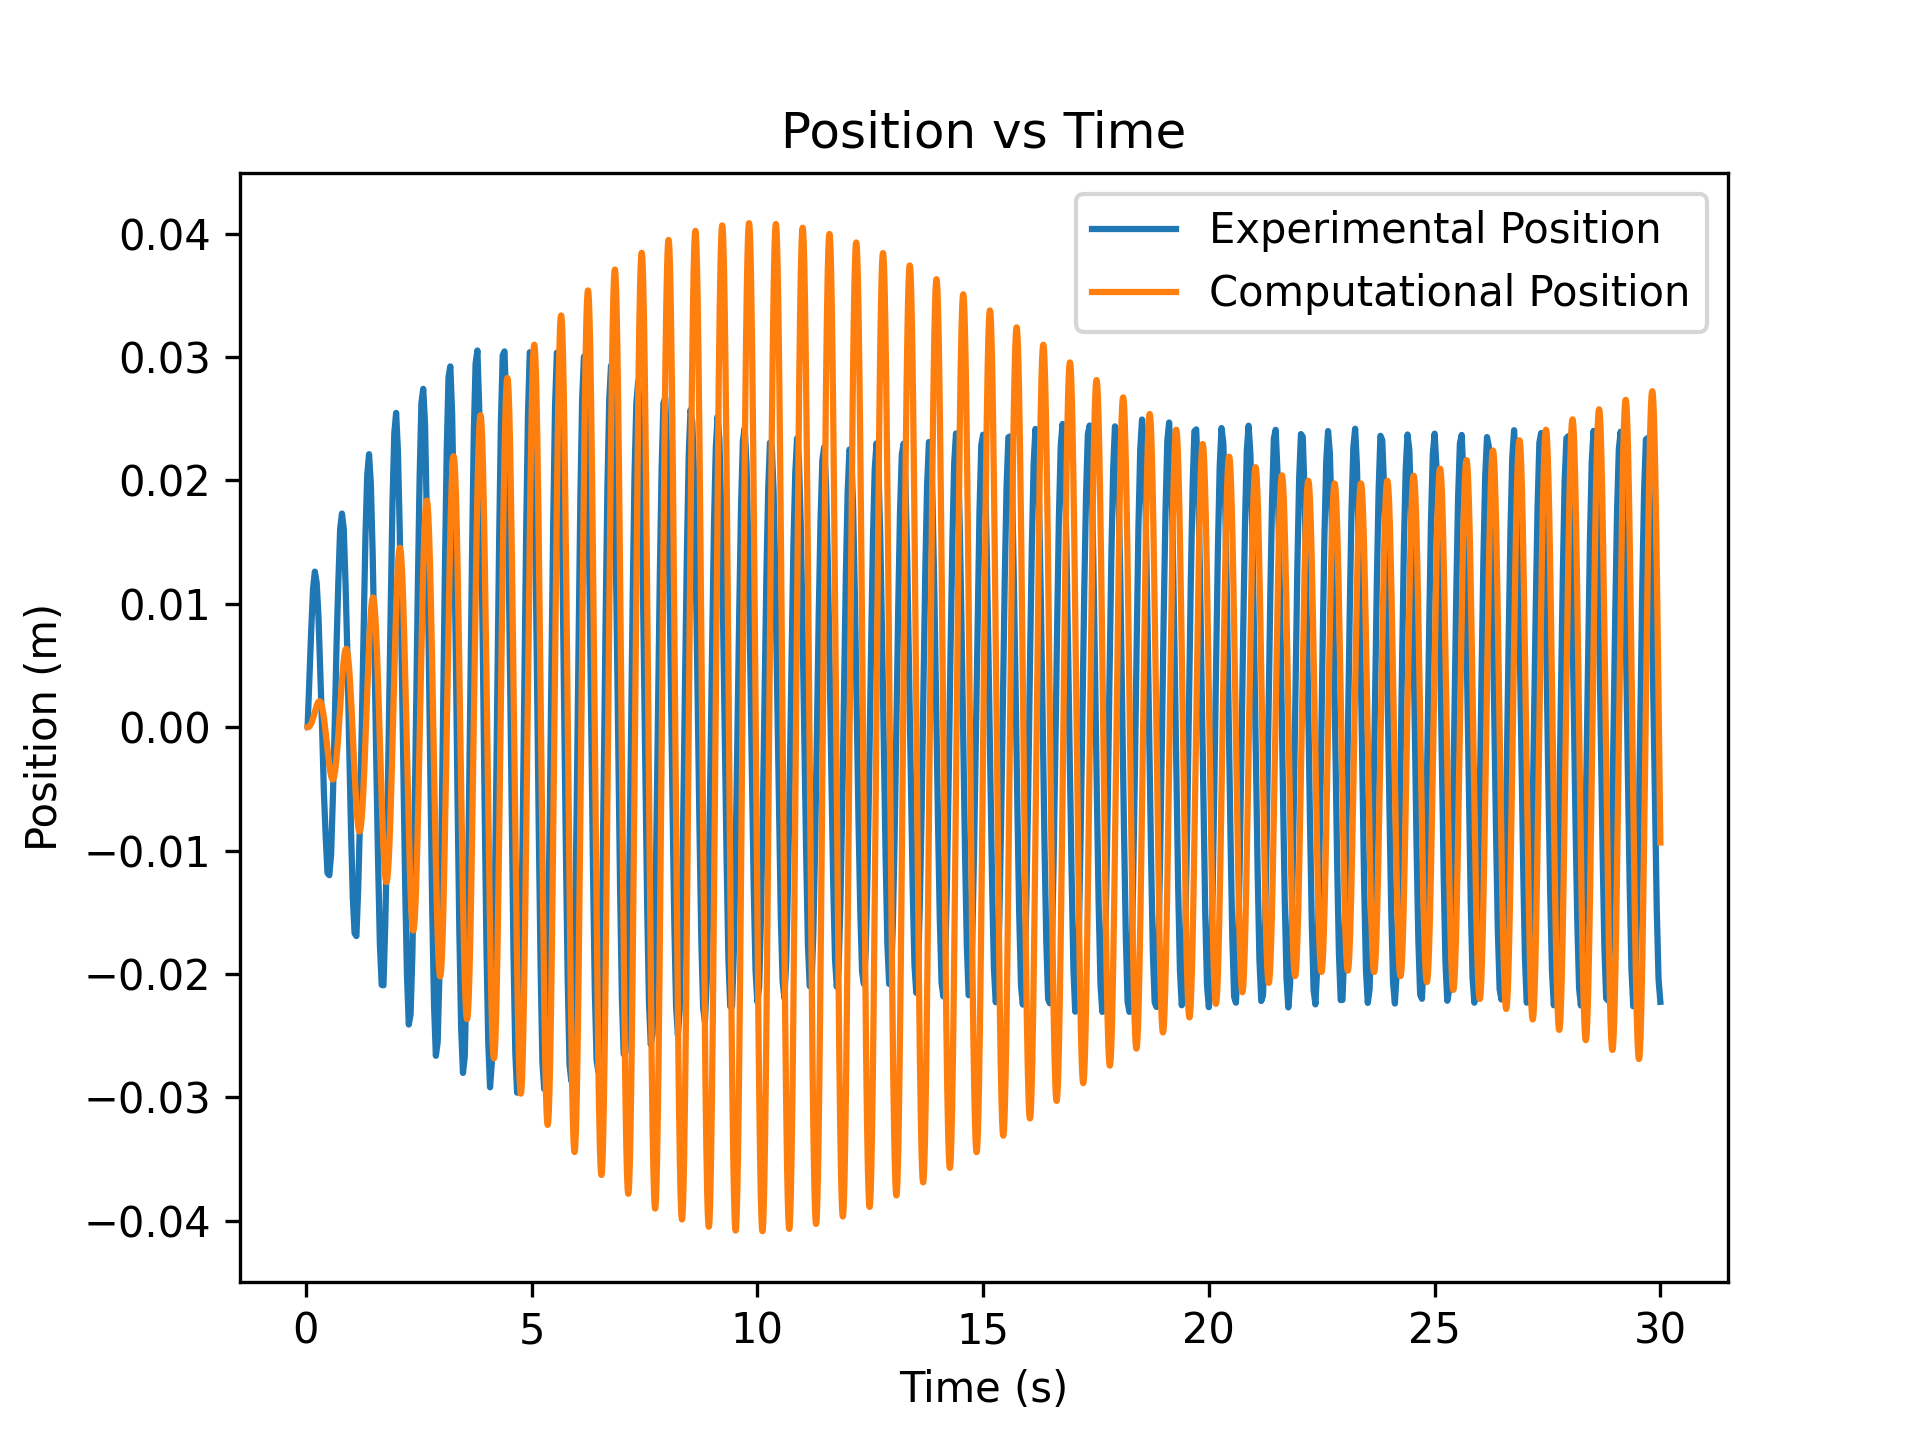 Position vs Time
Experimental Position
Computational Position
Position (m)
0.04
0.03
0.02
0.01
0.00
−0.01
−0.02
−0.03
−0.04
0 5 10 15 20 25 30
Time (s)